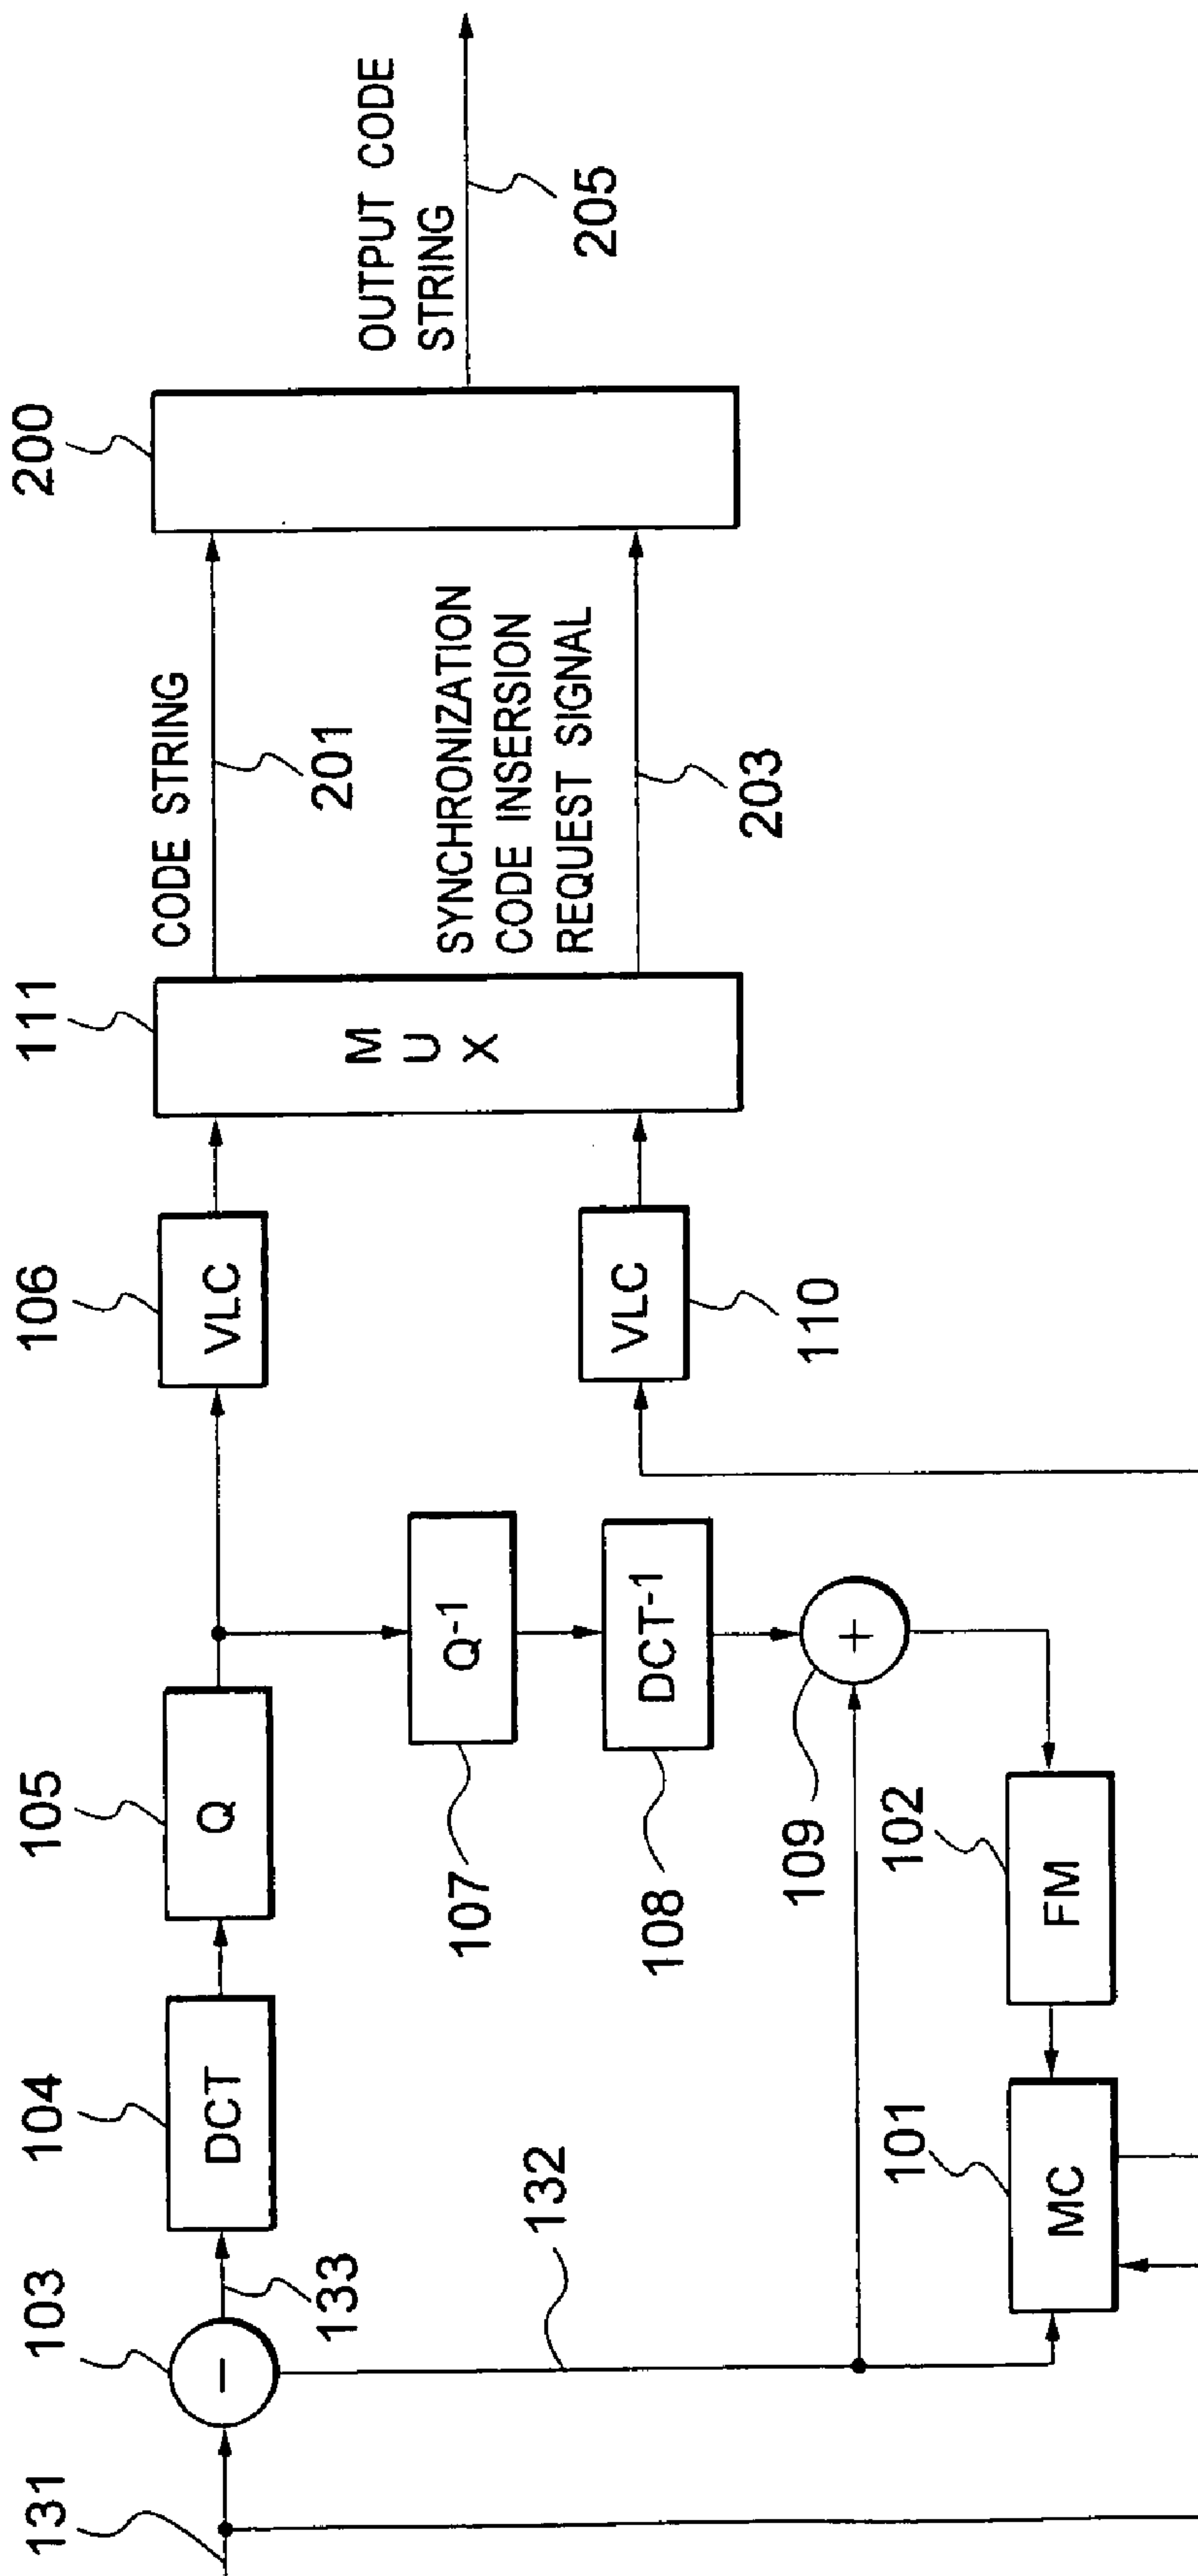 131
103
133
104
DCT
105
Q
106
VLC
111
MUX
CODE STRING
201
200
OUTPUT CODE
STRING
205
SYNCHRONIZATION
CODE INSERSION
REQUEST SIGNAL
203
VLC
110
Q-1
107
DCT-1
108
+
109
−
132
101
MC
102
FM